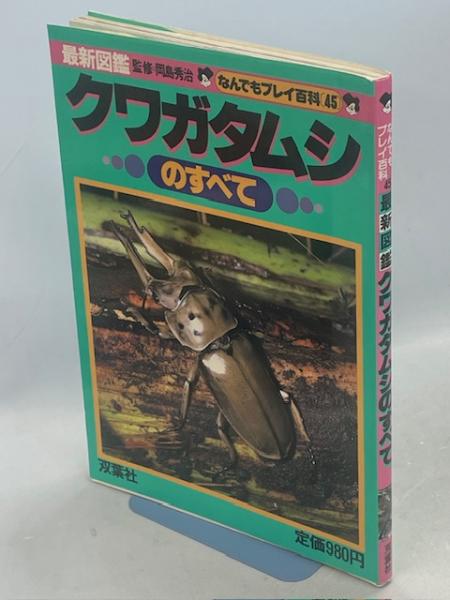 最新図鑑 監修・岡島秀治 なんでもプレイ百科(45)
クワガタムシ
のすべて
双葉社
定価980円
なんでもプレイ百科 45 最新図鑑 クワガタムシのすべて
双葉社